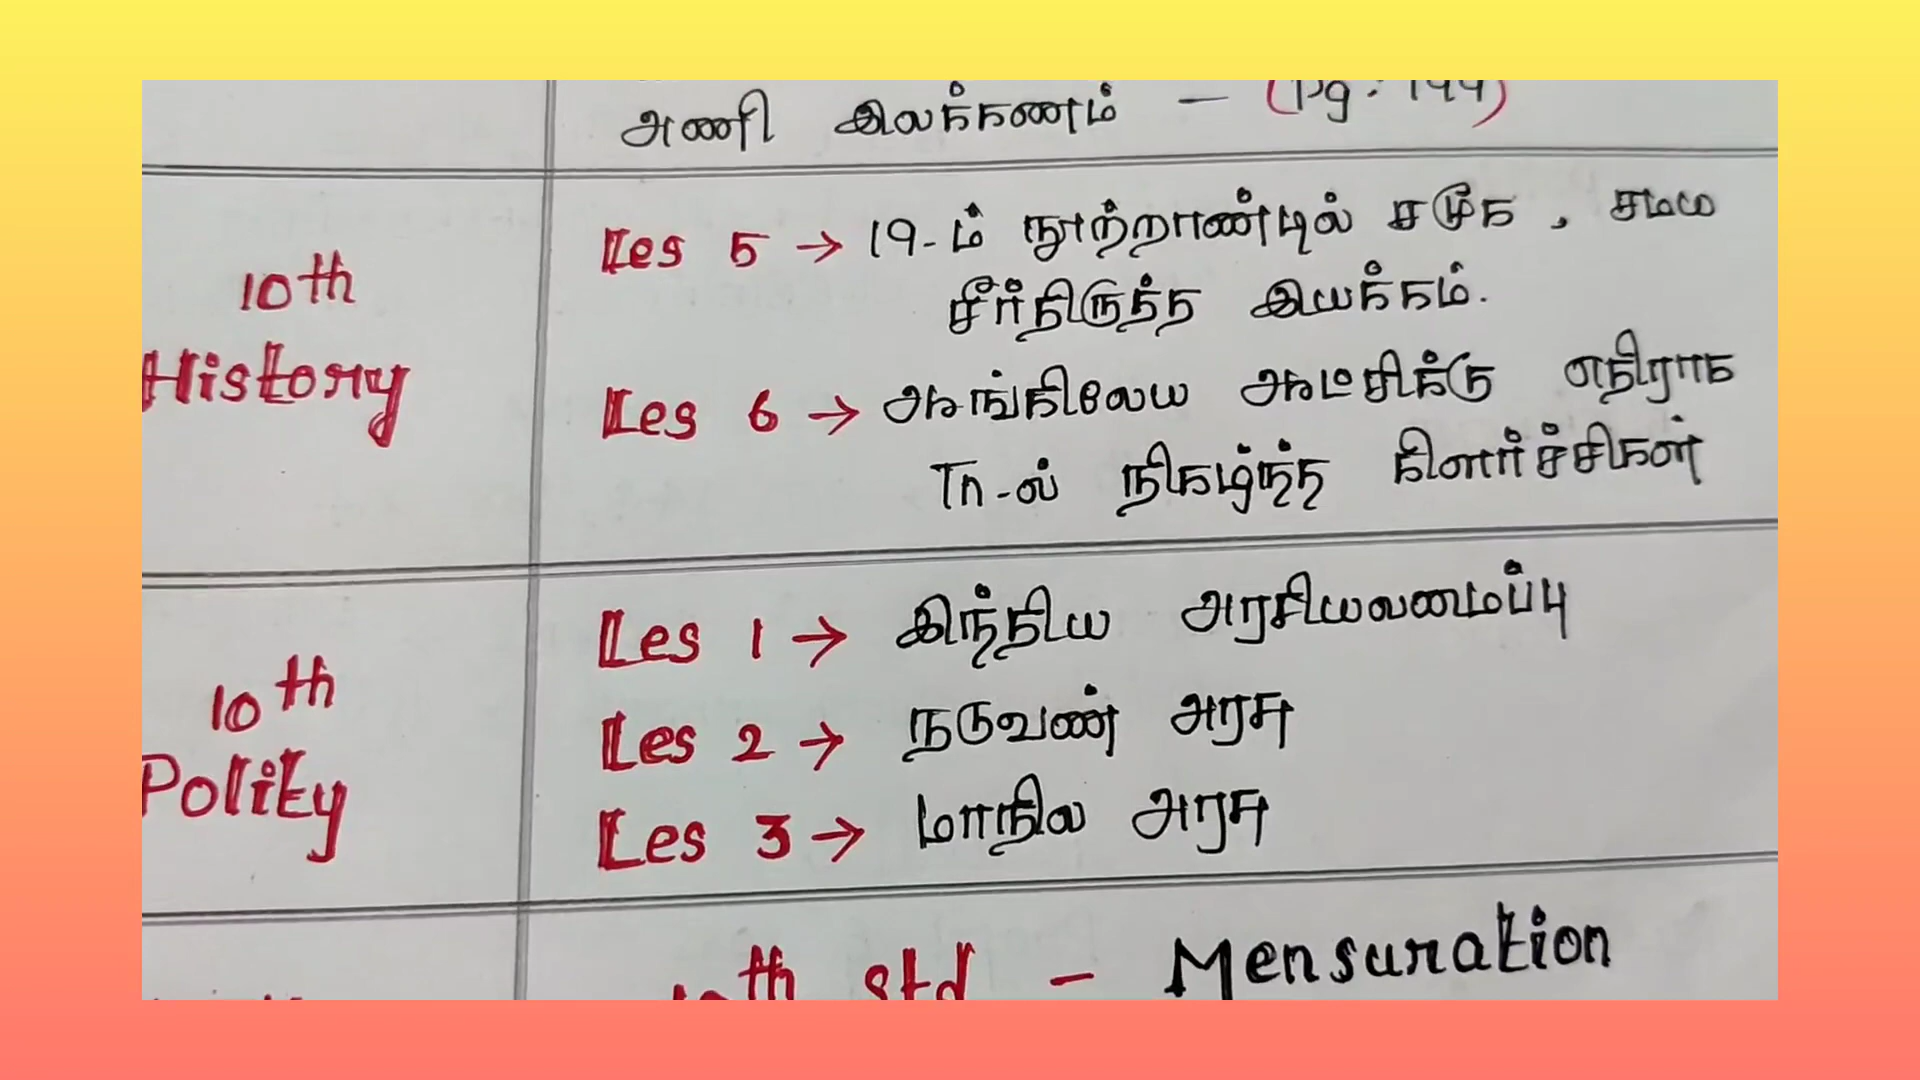 அணி இலக்கணம் — (Pg: 199)
10th
History
Les 5 → 19-ம் நூற்றாண்டில் சமூக , சமய
சீர்திருத்த இயக்கம்.
Les 6 → ஆங்கிலேய ஆட்சிக்கு எதிராக
Tn-ல் நிகழ்ந்த கிளர்ச்சிகள்
10th
Polity
Les 1 → இந்திய அரசியலமைப்பு
Les 2 → நடுவண் அரசு
Les 3 → மாநில அரசு
10th std - Mensuration